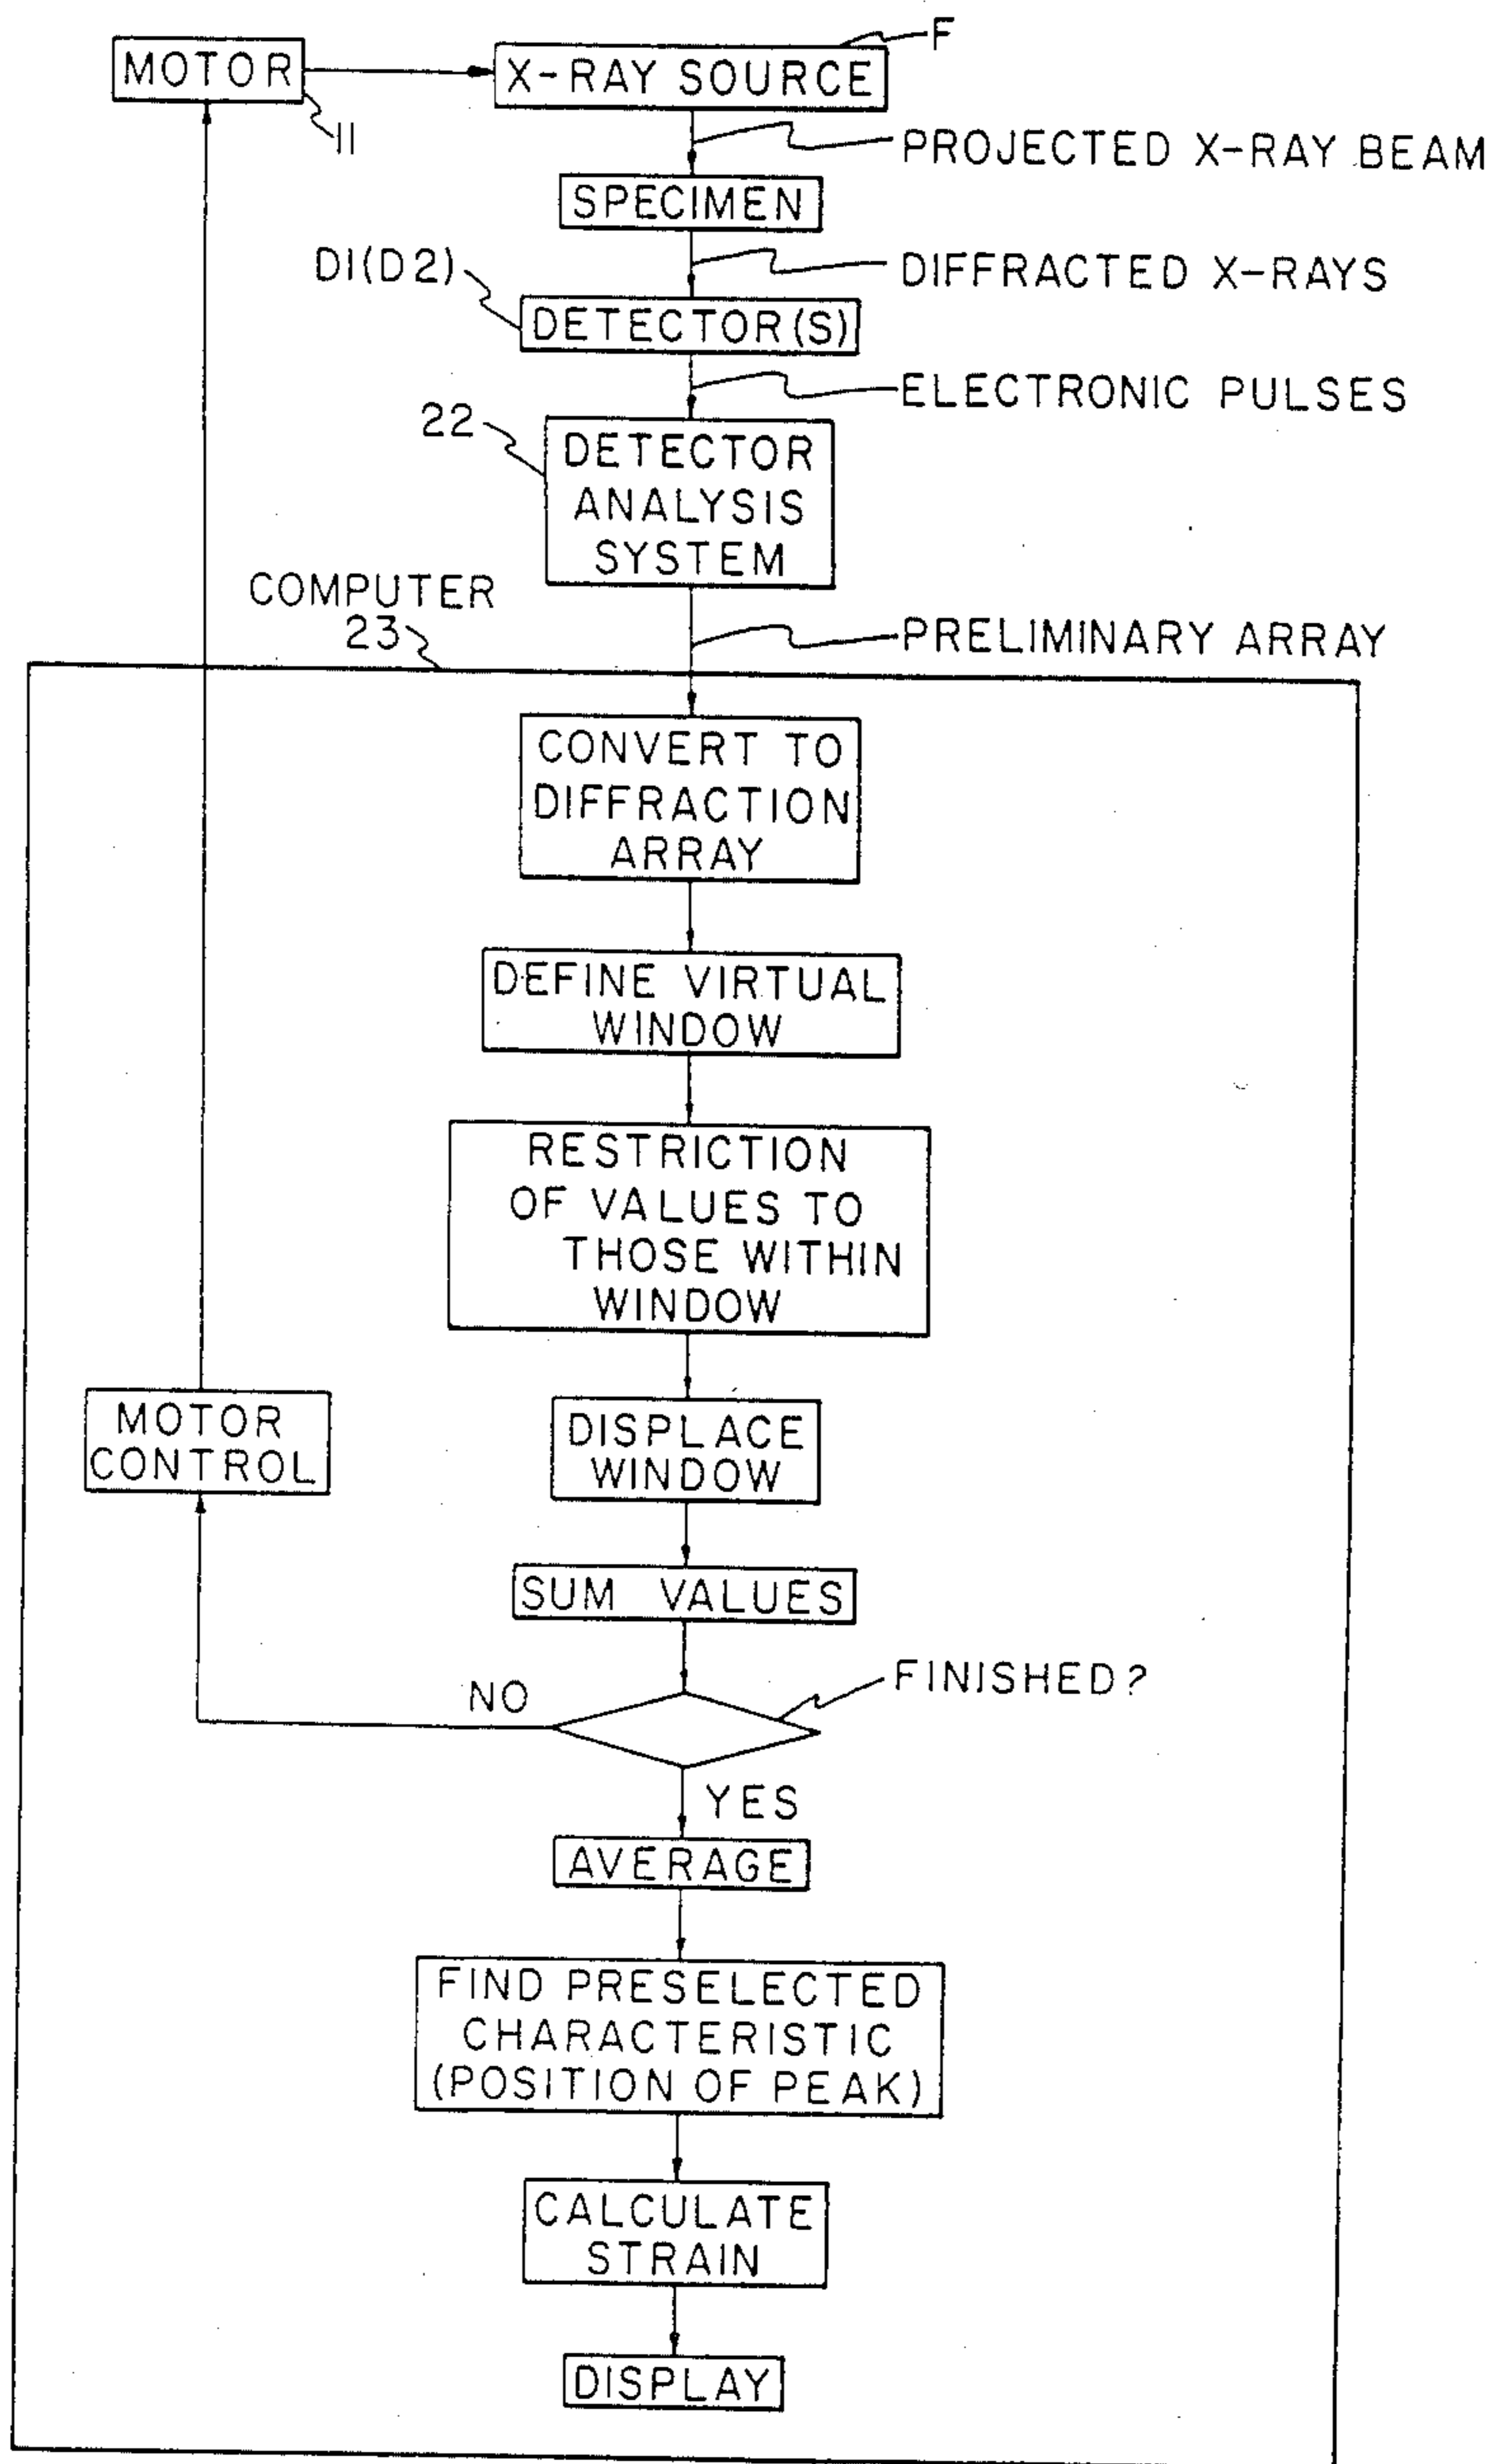 F
MOTOR
X-RAY SOURCE
11
PROJECTED X-RAY BEAM
SPECIMEN
D1(D2)
DIFFRACTED X-RAYS
DETECTOR(S)
ELECTRONIC PULSES
22
DETECTOR
ANALYSIS
SYSTEM
COMPUTER
23
PRELIMINARY ARRAY
CONVERT TO
DIFFRACTION
ARRAY
DEFINE VIRTUAL
WINDOW
RESTRICTION
OF VALUES TO
THOSE WITHIN
WINDOW
MOTOR
CONTROL
DISPLACE
WINDOW
SUM VALUES
FINISHED?
NO
YES
AVERAGE
FIND PRESELECTED
CHARACTERISTIC
(POSITION OF PEAK)
CALCULATE
STRAIN
DISPLAY